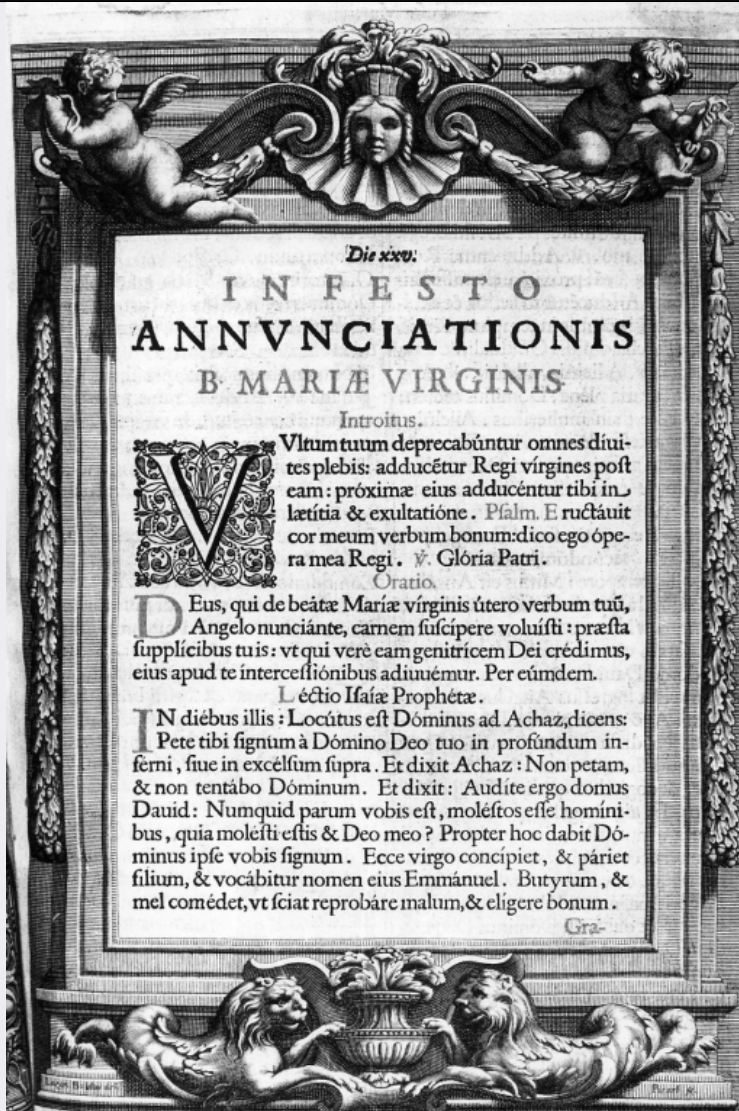 Die xxv.
IN FESTO
ANNVNCIATIONIS
B. MARIÆ VIRGINIS
Introitus.
VVltum tuum deprecabúntur omnes díui-
tes plebis: adducẽtur Regi vírgines poſt
eam: próximæ eius adducéntur tibi in
lætítia & exultatióne. Pſalm. Eructáuit
cor meum verbum bonum: dico ego ópe-
ra mea Regi. ℣. Glória Patri.
Oratio.
DEus, qui de beátæ Maríæ vírginis útero verbum tuũ,
Angelo nunciánte, carnem ſuſcípere voluíſti: præſta
ſupplícibus tuis: vt qui verè eam genitrícem Dei crédimus,
eius apud te interceſſiónibus adiuuémur. Per eúmdem.
Léctio Iſaíæ Prophétæ.
IN diébus illis: Locútus eſt Dóminus ad Achaz, dicens:
Pete tibi ſignum à Dómino Deo tuo in profúndum in-
férni, ſiue in excélſum ſupra. Et dixit Achaz: Non petam,
& non tentábo Dóminum. Et dixit: Audíte ergo domus
Dauid: Numquid parum vobis eſt, moléſtos eſſe homíni-
bus, quia moléſti eſtis & Deo meo? Propter hoc dabit Dó-
minus ipſe vobis ſignum. Ecce virgo concípiet, & páriet
filium, & vocábitur nomen eius Emmánuel. Butyrum, &
mel comédet, vt ſciat reprobáre malum, & elígere bonum.
Gra-